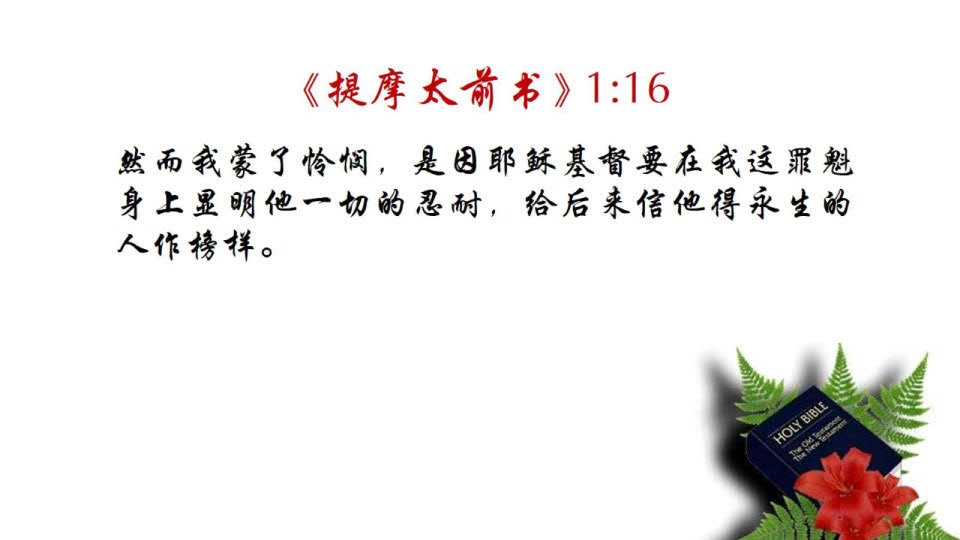 《提摩太前书》1:16
然而我蒙了怜悯，是因耶稣基督要在我这罪魁
身上显明他一切的忍耐，给后来信他得永生的
人作榜样。
HOLY BIBLE
The Old Testament
The New Testament